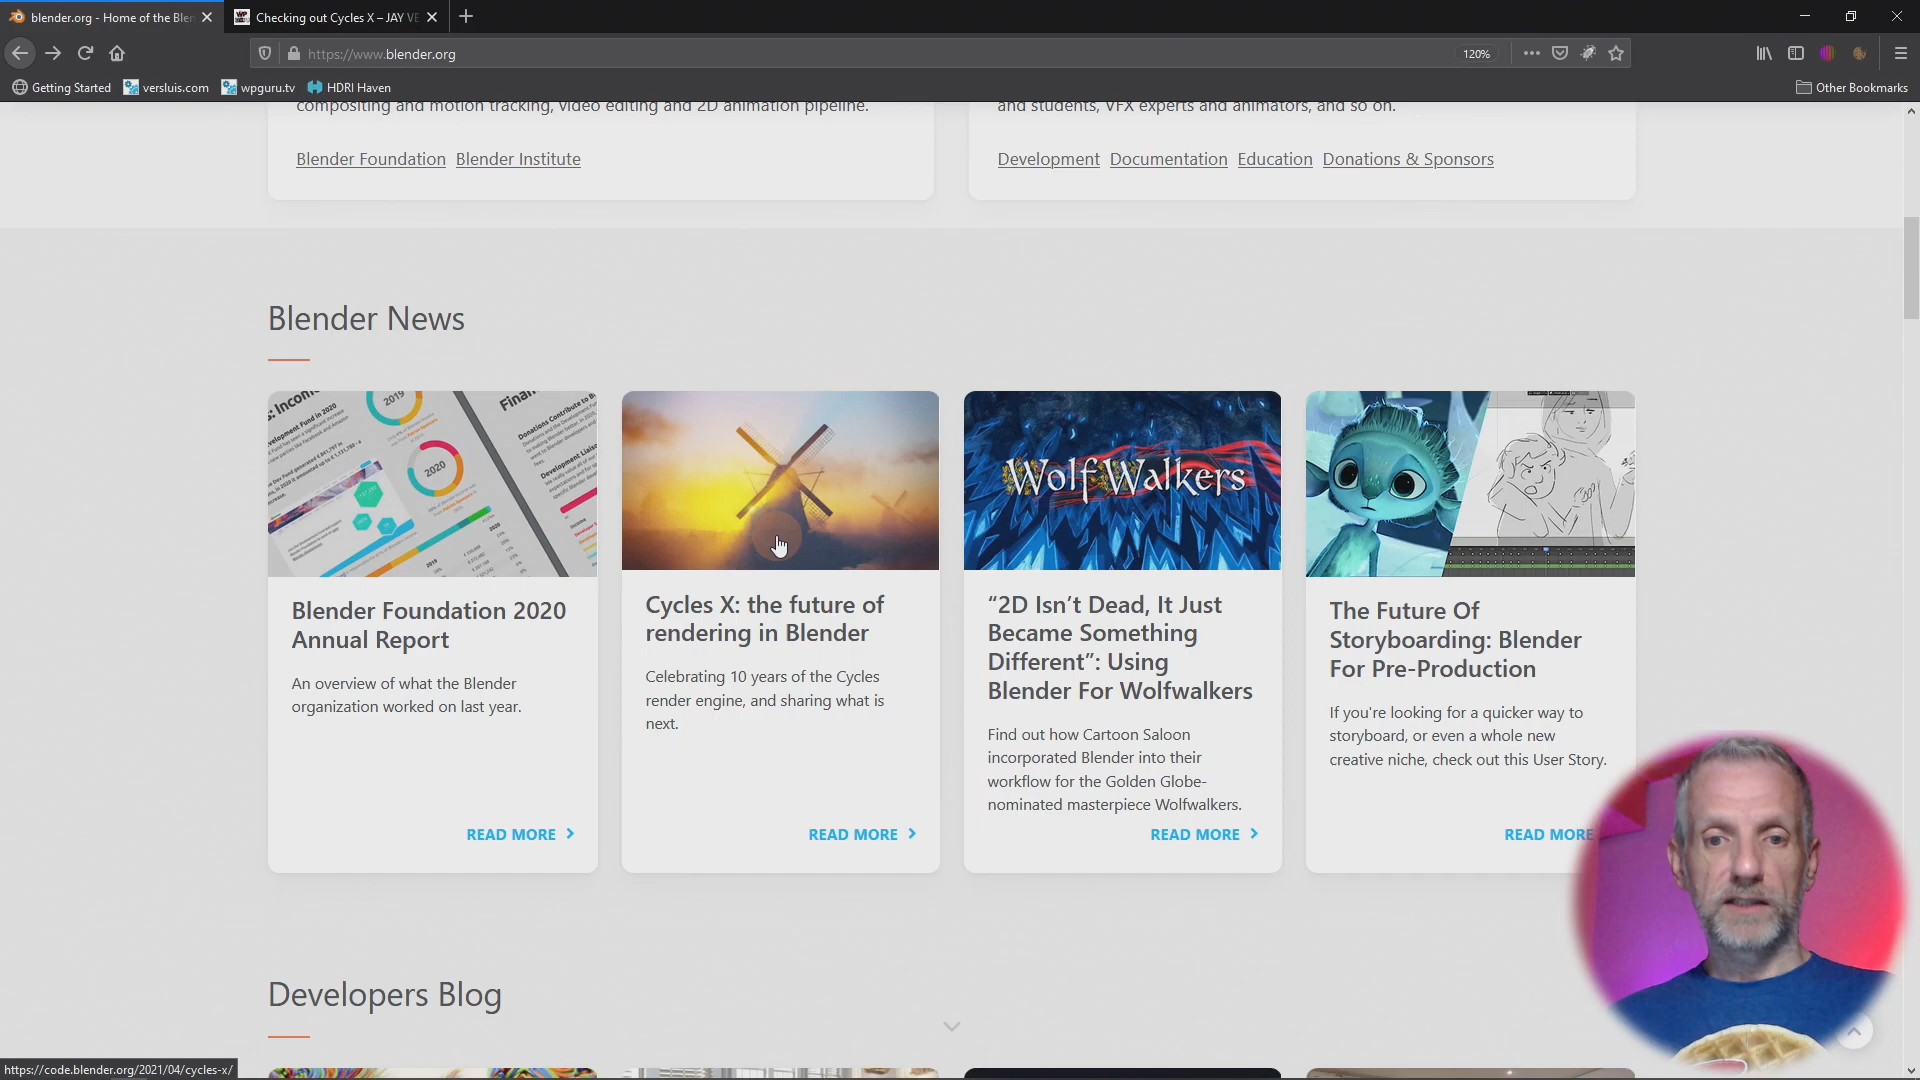 blender.org - Home of the Blen
Checking out Cycles X – JAY VE
https://www.blender.org
120%
Getting Started
versluis.com
wpguru.tv
HDRI Haven
Other Bookmarks
compositing and motion tracking, video editing and 2D animation pipeline.
and students, VFX experts and animators, and so on.
Blender Foundation Blender Institute
Development Documentation Education Donations & Sponsors
Blender News
2019
2020
WolfWalkers
Blender Foundation 2020
Annual Report
An overview of what the Blender
organization worked on last year.
READ MORE
Cycles X: the future of
rendering in Blender
Celebrating 10 years of the Cycles
render engine, and sharing what is
next.
READ MORE
“2D Isn’t Dead, It Just
Became Something
Different”: Using
Blender For Wolfwalkers
Find out how Cartoon Saloon
incorporated Blender into their
workflow for the Golden Globe-
nominated masterpiece Wolfwalkers.
READ MORE
The Future Of
Storyboarding: Blender
For Pre-Production
If you're looking for a quicker way to
storyboard, or even a whole new
creative niche, check out this User Story.
READ MORE
Developers Blog
https://code.blender.org/2021/04/cycles-x/